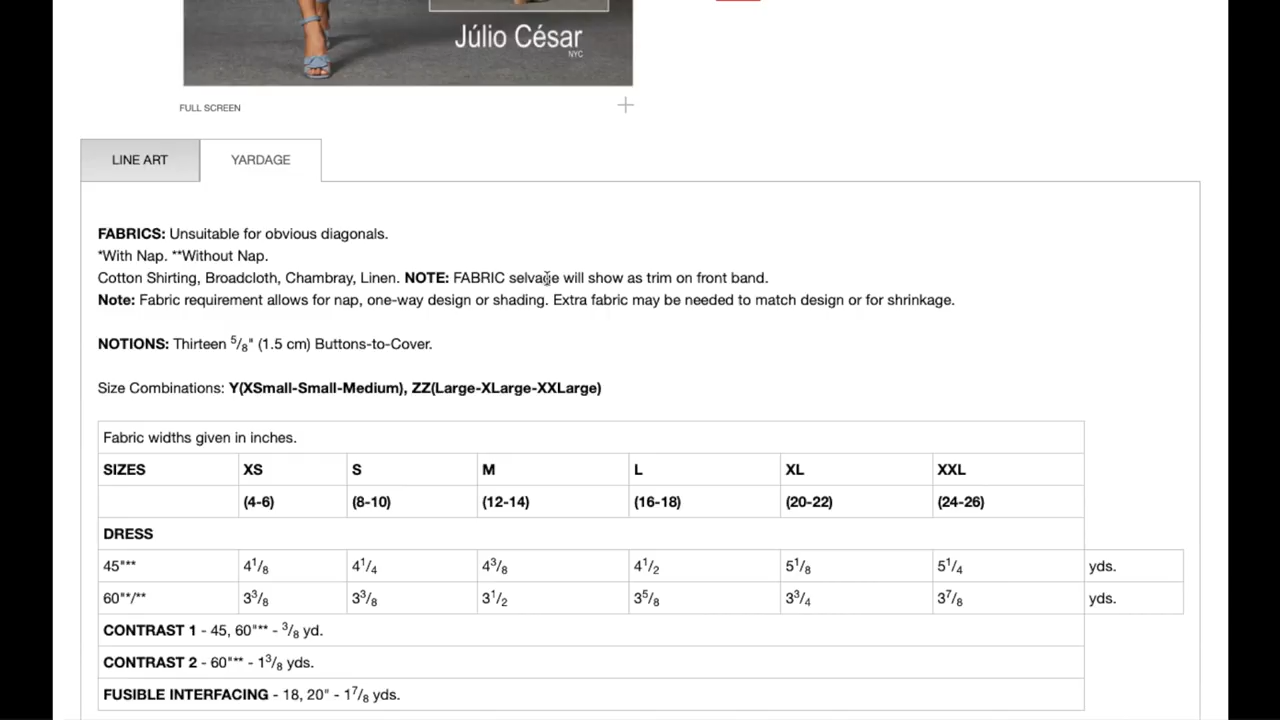 Júlio César
NYC
FULL SCREEN
LINE ART
YARDAGE
FABRICS: Unsuitable for obvious diagonals.
*With Nap. **Without Nap.
Cotton Shirting, Broadcloth, Chambray, Linen. NOTE: FABRIC selvage will show as trim on front band.
Note: Fabric requirement allows for nap, one-way design or shading. Extra fabric may be needed to match design or for shrinkage.
NOTIONS: Thirteen 5/8" (1.5 cm) Buttons-to-Cover.
Size Combinations: Y(XSmall-Small-Medium), ZZ(Large-XLarge-XXLarge)
Fabric widths given in inches.
SIZES XS S M L XL XXL
(4-6) (8-10) (12-14) (16-18) (20-22) (24-26)
DRESS
45"** 4 1/8 4 1/4 4 3/8 4 1/2 5 1/8 5 1/4 yds.
60"*/** 3 3/8 3 3/8 3 1/2 3 5/8 3 3/4 3 7/8 yds.
CONTRAST 1 - 45, 60"** - 3/8 yd.
CONTRAST 2 - 60"** - 1 3/8 yds.
FUSIBLE INTERFACING - 18, 20" - 1 7/8 yds.